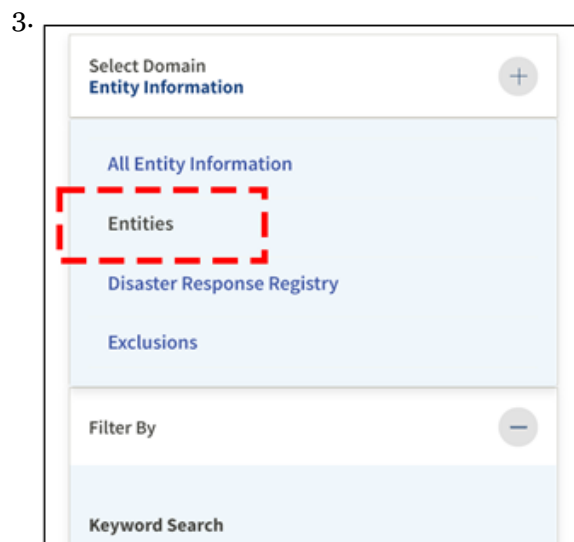 3.
Select Domain
Entity Information
All Entity Information
Entities
Disaster Response Registry
Exclusions
Filter By
Keyword Search